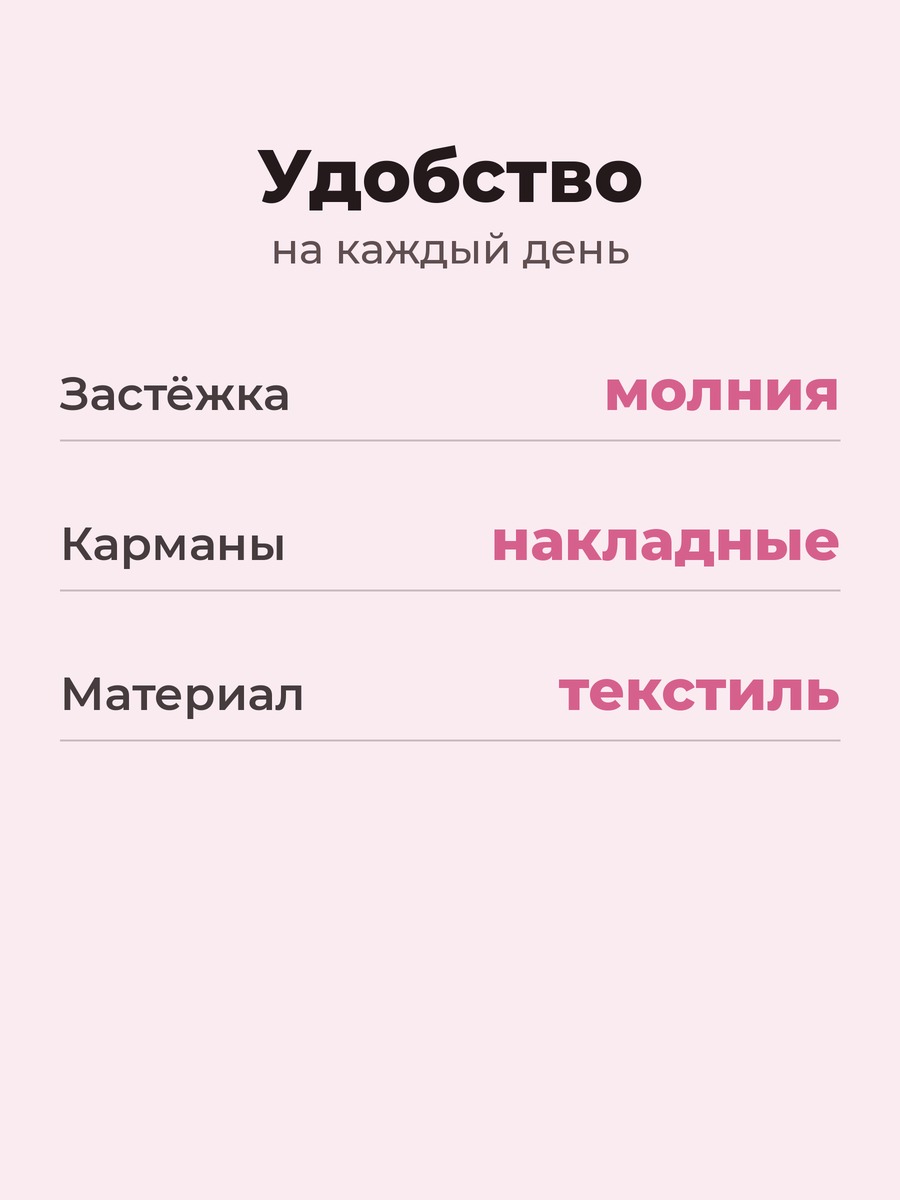 Удобство
на каждый день
Застёжка молния
Карманы накладные
Материал текстиль